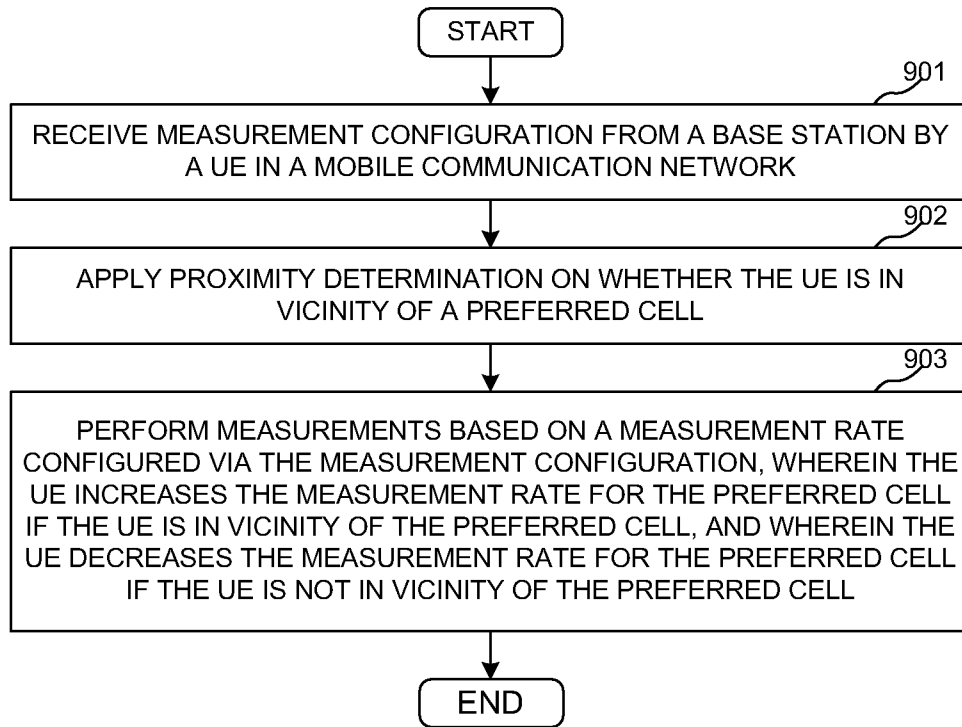 START
901
RECEIVE MEASUREMENT CONFIGURATION FROM A BASE STATION BY
A UE IN A MOBILE COMMUNICATION NETWORK
902
APPLY PROXIMITY DETERMINATION ON WHETHER THE UE IS IN
VICINITY OF A PREFERRED CELL
903
PERFORM MEASUREMENTS BASED ON A MEASUREMENT RATE
CONFIGURED VIA THE MEASUREMENT CONFIGURATION, WHEREIN THE
UE INCREASES THE MEASUREMENT RATE FOR THE PREFERRED CELL
IF THE UE IS IN VICINITY OF THE PREFERRED CELL, AND WHEREIN THE
UE DECREASES THE MEASUREMENT RATE FOR THE PREFERRED CELL
IF THE UE IS NOT IN VICINITY OF THE PREFERRED CELL
END